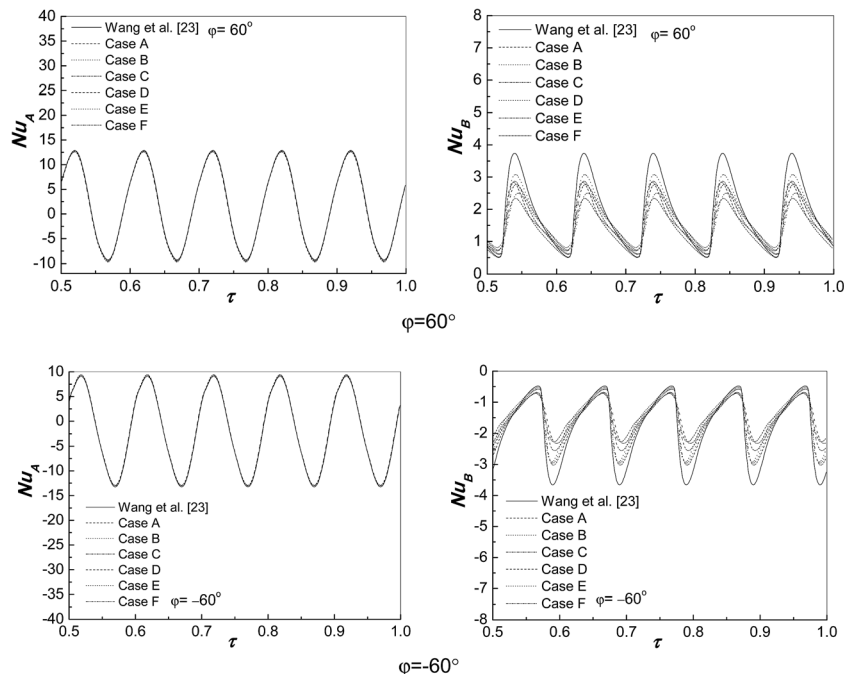 40
35
30
25
20
15
10
5
0
-5
-10
Nu_A
Wang et al. [23]
φ= 60°
Case A
Case B
Case C
Case D
Case E
Case F
0.5 0.6 0.7 0.8 0.9 1.0
τ
8
7
6
5
4
3
2
1
0
Nu_B
Wang et al. [23]
φ= 60°
Case A
Case B
Case C
Case D
Case E
Case F
0.5 0.6 0.7 0.8 0.9 1.0
τ
φ=60°
10
5
0
-5
-10
-15
-20
-25
-30
-35
-40
Nu_A
Wang et al. [23]
Case A
Case B
Case C
Case D
Case E
Case F
φ= –60°
0.5 0.6 0.7 0.8 0.9 1.0
τ
0
-1
-2
-3
-4
-5
-6
-7
-8
Nu_B
Wang et al. [23]
Case A
Case B
Case C
Case D
Case E
Case F
φ= –60°
0.5 0.6 0.7 0.8 0.9 1.0
τ
φ=-60°